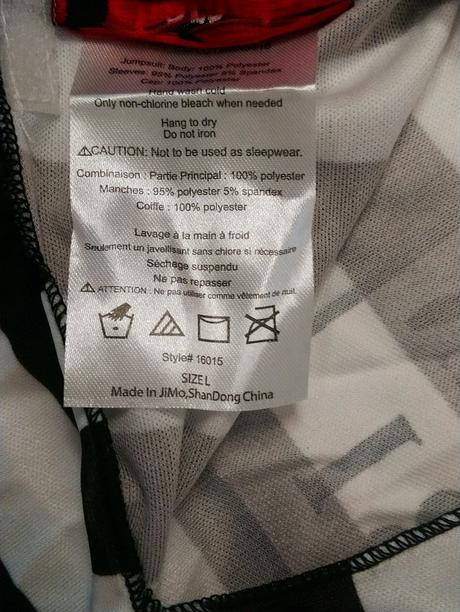 Jumpsuit: Body: 100% Polyester
Sleeves: 95% Polyester 5% Spandex
Cap: 100% Polyester
Hand wash cold
Only non-chlorine bleach when needed
Hang to dry
Do not iron
⚠CAUTION: Not to be used as sleepwear.
Combinaison : Partie Principal : 100% polyester
Manches : 95% polyester 5% spandex
Coiffe : 100% polyester
Lavage à la main à froid
Seulement un javellisant sans chlore si nécessaire
Séchage suspendu
Ne pas repasser
⚠ ATTENTION : Ne pas utiliser comme vêtement de nuit.
Style# 16015
SIZE L
Made In JiMo,ShanDong China